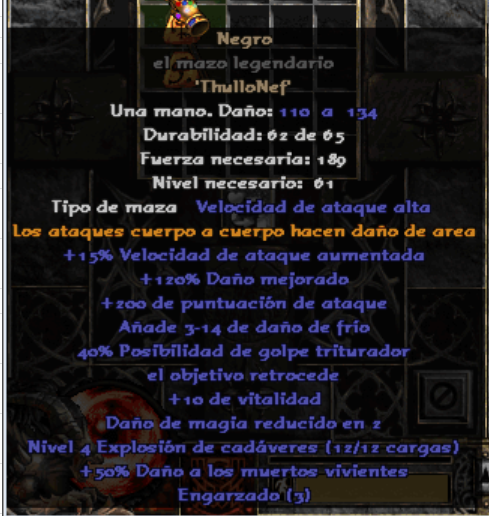 Negro
el mazo legendario
'ThulloNef'
Una mano. Daño: 110 a 134
Durabilidad: 62 de 65
Fuerza necesaria: 189
Nivel necesario: 61
Tipo de maza Velocidad de ataque alta
Los ataques cuerpo a cuerpo hacen daño de area
+15% Velocidad de ataque aumentada
+120% Daño mejorado
+200 de puntuación de ataque
Añade 3-14 de daño de frío
40% Posibilidad de golpe triturador
el objetivo retrocede
+10 de vitalidad
Daño de magia reducido en 2
Nivel 4 Explosión de cadáveres (12/12 cargas)
+50% Daño a los muertos vivientes
Engarzado (3)